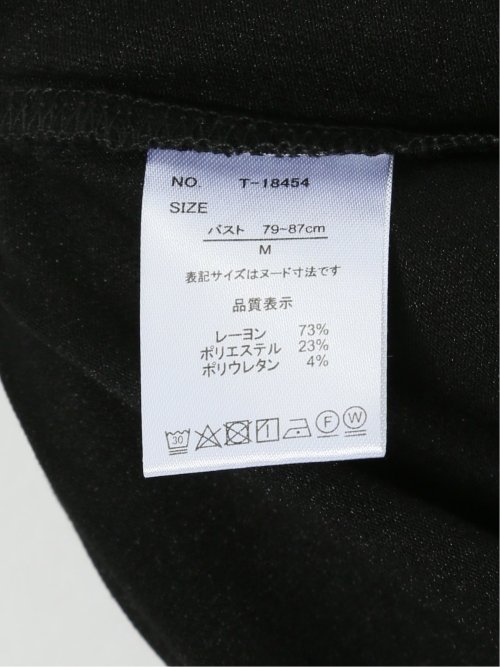 NO. T-18454
SIZE
バスト 79~87cm
M
表記サイズはヌード寸法です
品質表示
レーヨン 73%
ポリエステル 23%
ポリウレタン 4%
30 F W